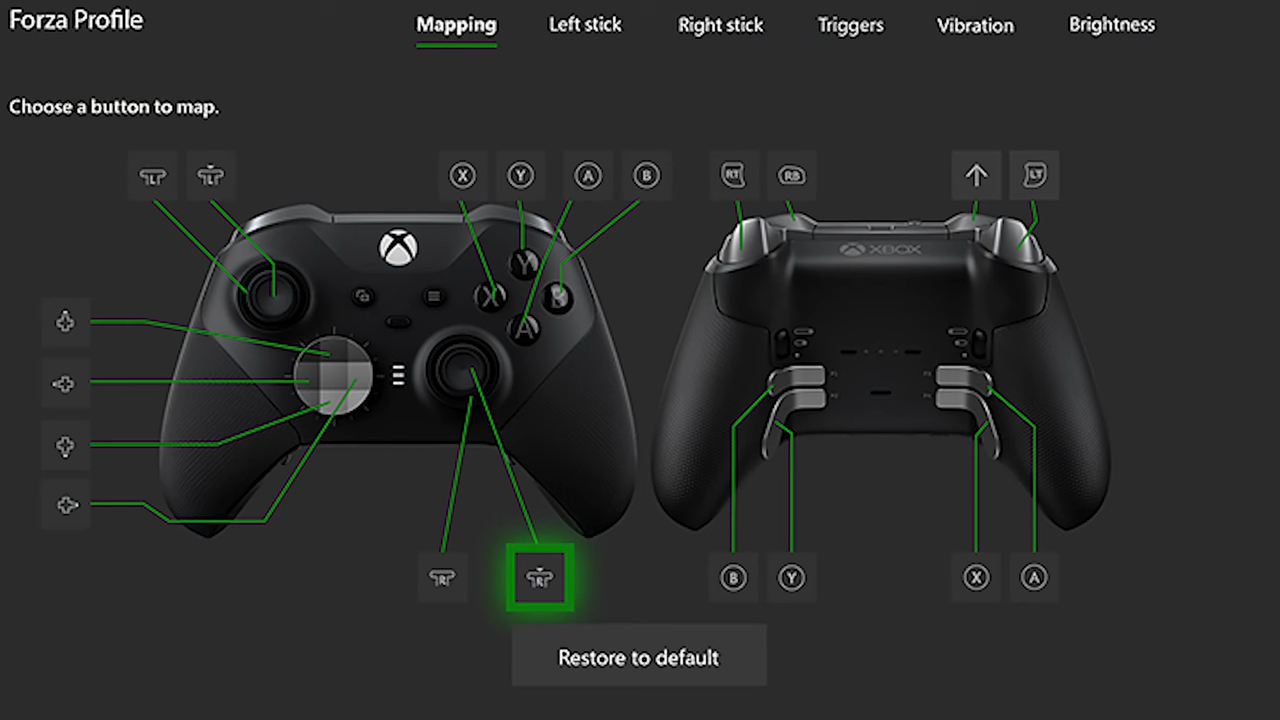 Forza Profile
Mapping Left stick Right stick Triggers Vibration Brightness
Choose a button to map.
L L X Y A B RT RB LT
XBOX
Y
X B
A
R R B Y X A
Restore to default